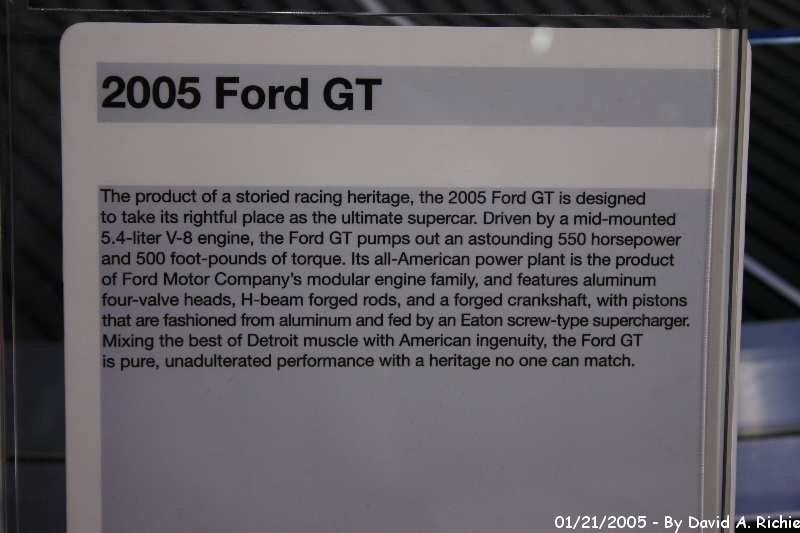 2005 Ford GT
The product of a storied racing heritage, the 2005 Ford GT is designed
to take its rightful place as the ultimate supercar. Driven by a mid-mounted
5.4-liter V-8 engine, the Ford GT pumps out an astounding 550 horsepower
and 500 foot-pounds of torque. Its all-American power plant is the product
of Ford Motor Company's modular engine family, and features aluminum
four-valve heads, H-beam forged rods, and a forged crankshaft, with pistons
that are fashioned from aluminum and fed by an Eaton screw-type supercharger.
Mixing the best of Detroit muscle with American ingenuity, the Ford GT
is pure, unadulterated performance with a heritage no one can match.
01/21/2005 - By David A. Richie